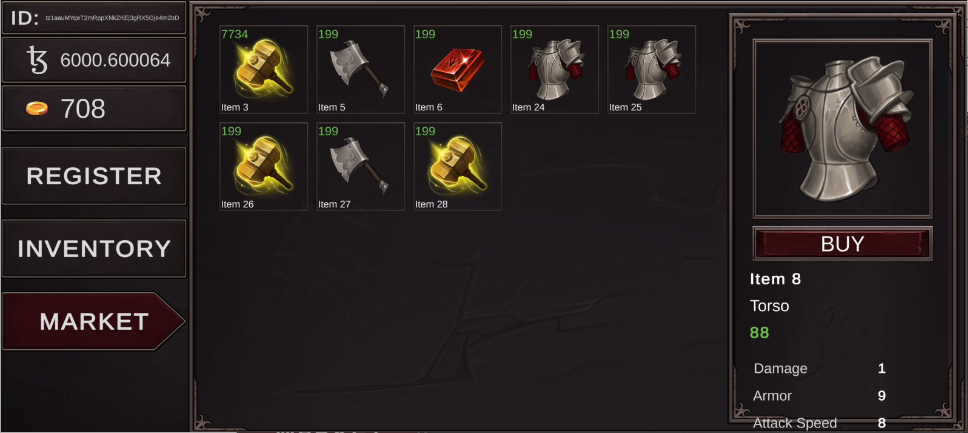 ID:
6000.600064
708
REGISTER
INVENTORY
MARKET
7734
Item 3
199
Item 5
199
Item 6
199
Item 24
199
Item 25
199
Item 26
199
Item 27
199
Item 28
BUY
Item 8
Torso
88
Damage 1
Armor 9
Attack Speed 8